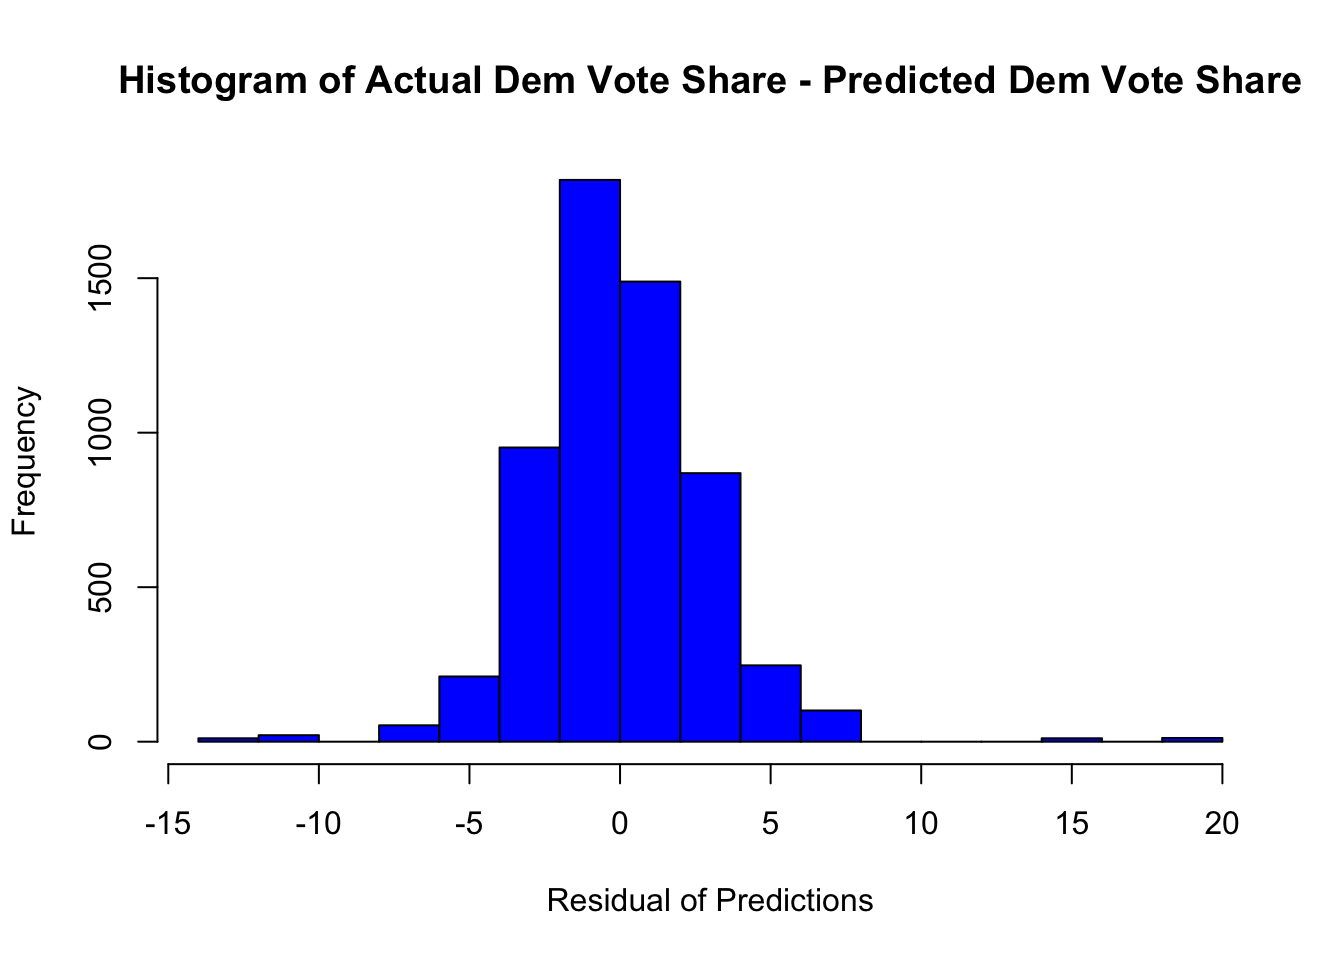 Histogram of Actual Dem Vote Share - Predicted Dem Vote Share
Frequency
1500
1000
500
0
-15 -10 -5 0 5 10 15 20
Residual of Predictions